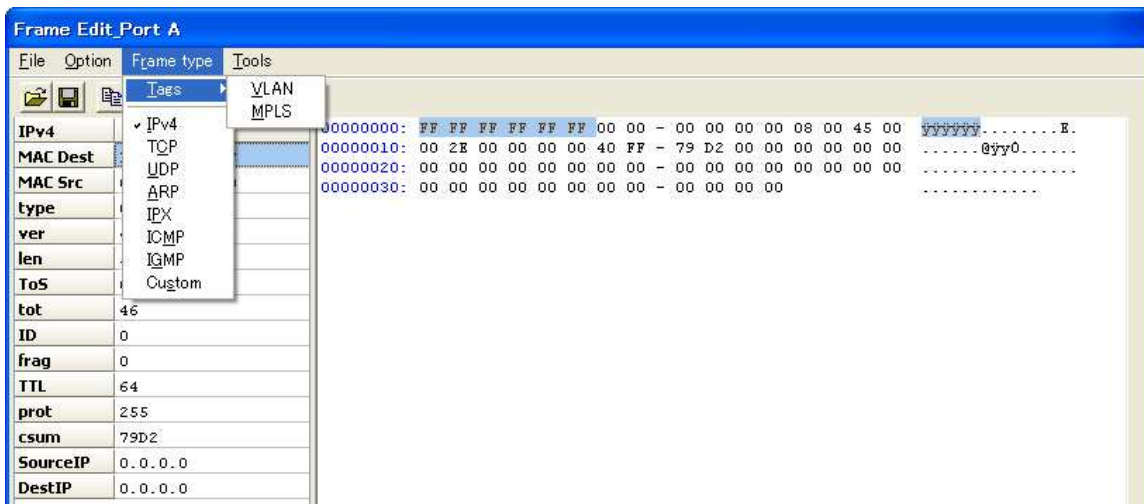 Frame Edit_Port A
File Option Frame type Tools
Tags
VLAN
MPLS
IPv4
TCP
UDP
ARP
IPX
ICMP
IGMP
Custom
IPv4
MAC Dest
MAC Src
type
ver
len
ToS
tot 46
ID 0
frag 0
TTL 64
prot 255
csum 79D2
SourceIP 0.0.0.0
DestIP 0.0.0.0
00000000: FF FF FF FF FF FF 00 00 - 00 00 00 00 08 00 45 00 ÿÿÿÿÿÿ........E.
00000010: 00 2E 00 00 00 00 40 FF - 79 D2 00 00 00 00 00 00 ......@ÿyÒ......
00000020: 00 00 00 00 00 00 00 00 - 00 00 00 00 00 00 00 00 ................
00000030: 00 00 00 00 00 00 00 00 - 00 00 00 00 ............